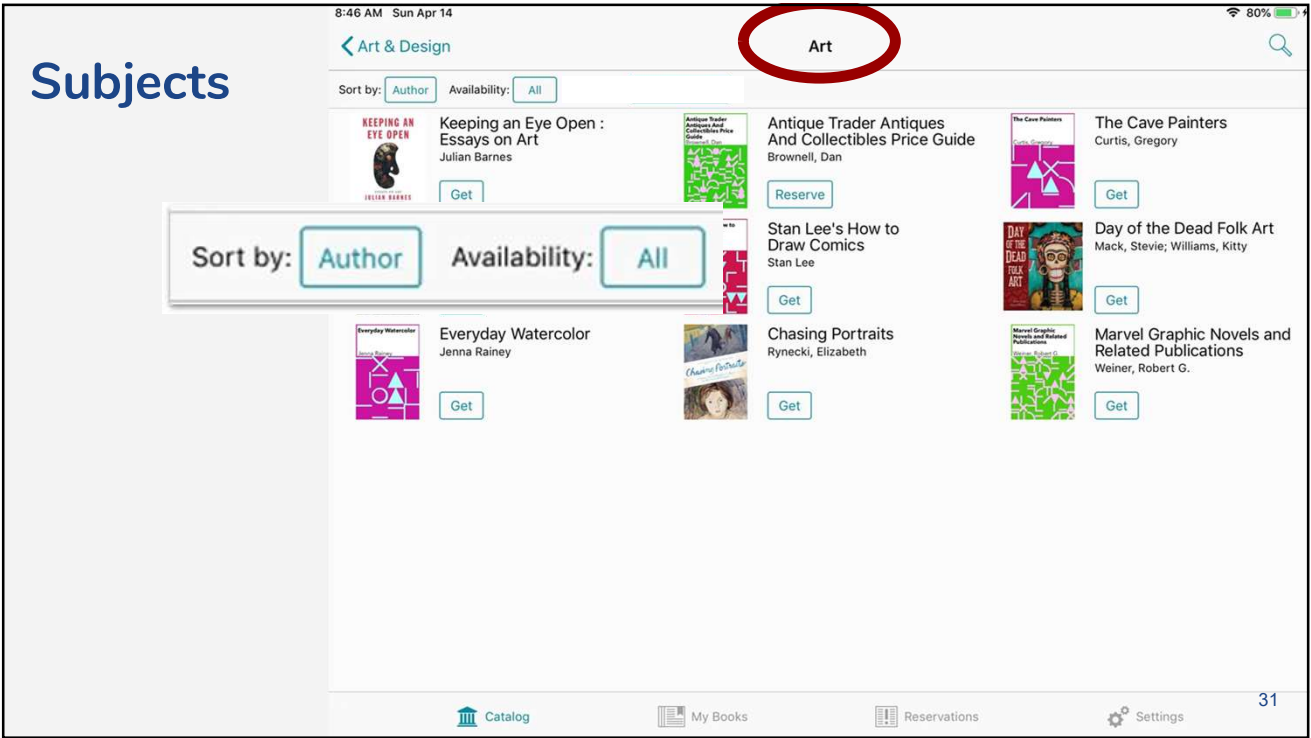 8:46 AM Sun Apr 14
80%
Subjects
Art & Design
Art
Sort by: Author Availability: All
KEEPING AN
EYE OPEN
JULIAN BARNES
Keeping an Eye Open :
Essays on Art
Julian Barnes
Get
Antique Trader
Antiques And
Collectibles Price
Guide
Brownell, Dan
Antique Trader Antiques
And Collectibles Price Guide
Brownell, Dan
Reserve
The Cave Painters
Curtis, Gregory
The Cave Painters
Curtis, Gregory
Get
Sort by: Author Availability: All
w to
Stan Lee's How to
Draw Comics
Stan Lee
Get
DAY
OF THE
DEAD
FOLK
ART
Day of the Dead Folk Art
Mack, Stevie; Williams, Kitty
Get
Everyday Watercolor
Jenna Rainey
Everyday Watercolor
Jenna Rainey
Get
Chasing Portraits
Chasing Portraits
Rynecki, Elizabeth
Get
Marvel Graphic
Novels and Related
Publications
Weiner, Robert G.
Marvel Graphic Novels and
Related Publications
Weiner, Robert G.
Get
Catalog
My Books
Reservations
Settings
31